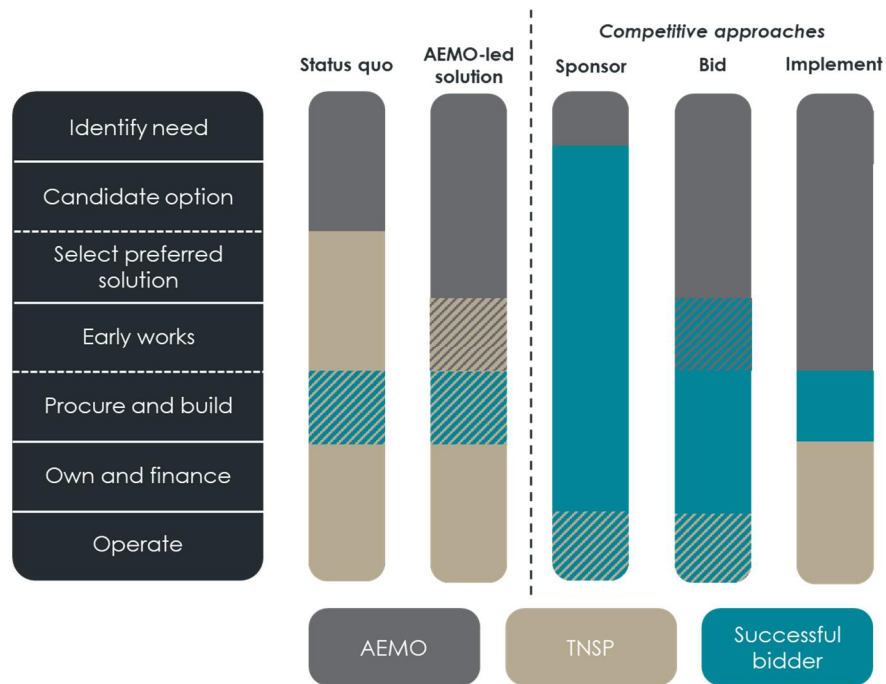 Competitive approaches
Status quo
AEMO-led
solution
Sponsor
Bid
Implement
Identify need
Candidate option
Select preferred
solution
Early works
Procure and build
Own and finance
Operate
AEMO
TNSP
Successful
bidder